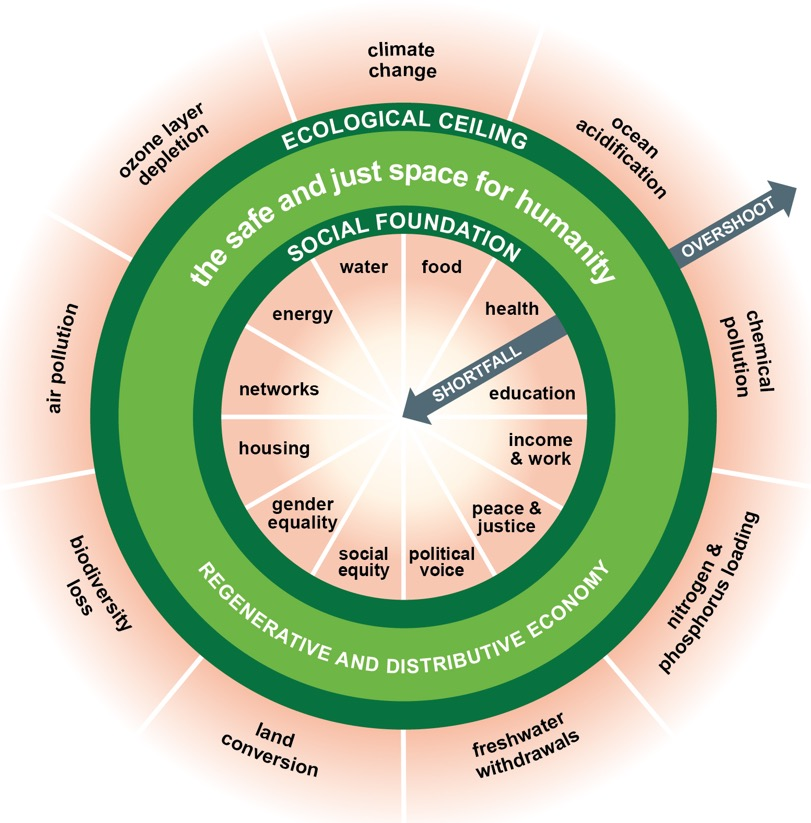 climate
change
ozone layer
depletion
ocean
acidification
ECOLOGICAL CEILING
the safe and just space for humanity
SOCIAL FOUNDATION
OVERSHOOT
water
food
energy
health
SHORTFALL
networks
education
housing
income
& work
gender
equality
peace &
justice
social
equity
political
voice
air pollution
chemical
pollution
REGENERATIVE AND DISTRIBUTIVE ECONOMY
biodiversity
loss
nitrogen &
phosphorus loading
land
conversion
freshwater
withdrawals